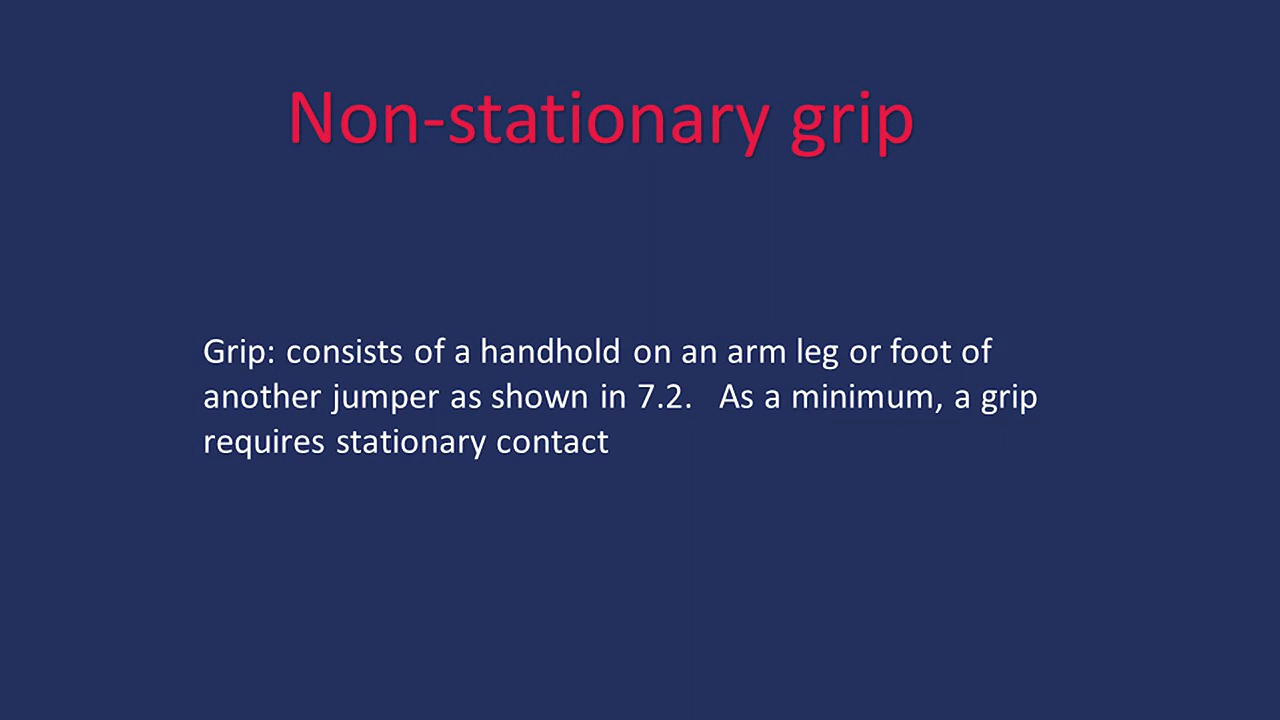 Non-stationary grip
Grip: consists of a handhold on an arm leg or foot of
another jumper as shown in 7.2.   As a minimum, a grip
requires stationary contact